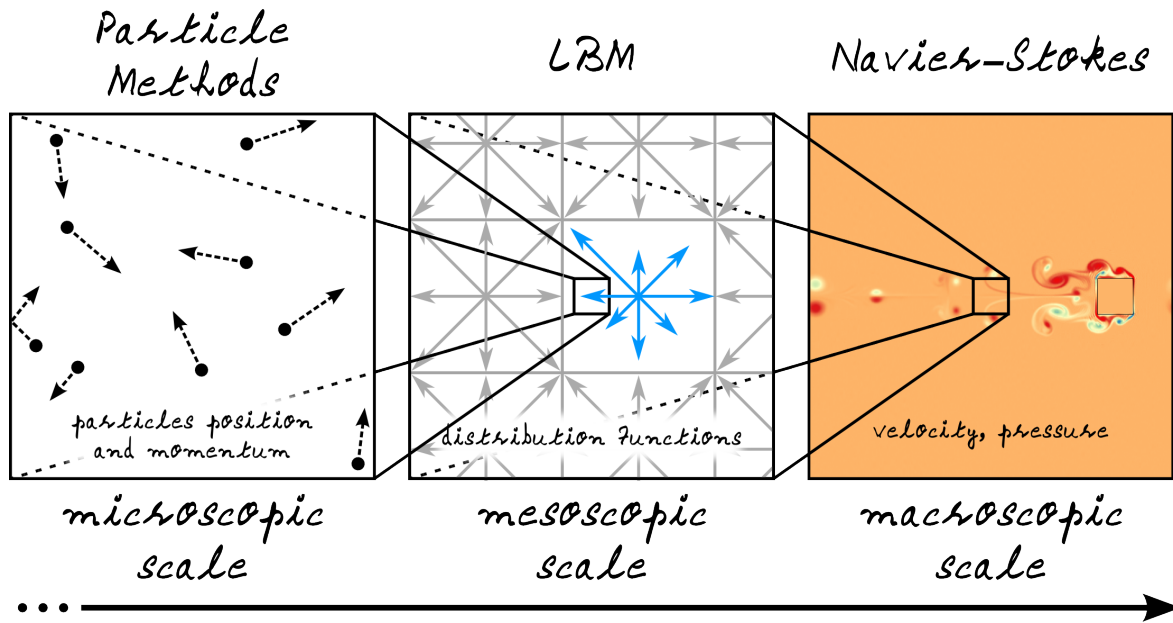 Particle
Methods
LBM
Navier-Stokes
particles position
and momentum
distribution Functions
velocity, pressure
microscopic
scale
mesoscopic
scale
macroscopic
scale